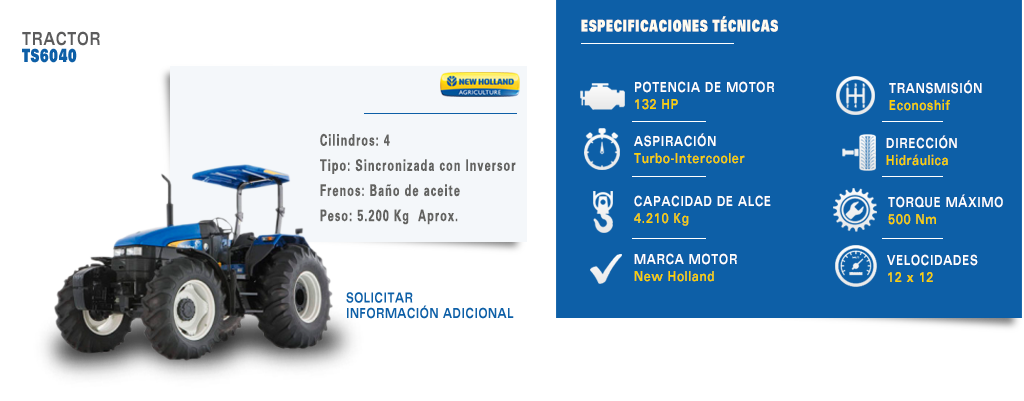 TRACTOR
TS6040
NEW HOLLAND
AGRICULTURE
Cilindros: 4
Tipo: Sincronizada con Inversor
Frenos: Baño de aceite
Peso: 5.200 Kg Aprox.
SOLICITAR
INFORMACIÓN ADICIONAL
ESPECIFICACIONES TÉCNICAS
POTENCIA DE MOTOR
132 HP
ASPIRACIÓN
Turbo-Intercooler
CAPACIDAD DE ALCE
4.210 Kg
MARCA MOTOR
New Holland
TRANSMISIÓN
Econoshif
DIRECCIÓN
Hidráulica
TORQUE MÁXIMO
500 Nm
VELOCIDADES
12 x 12